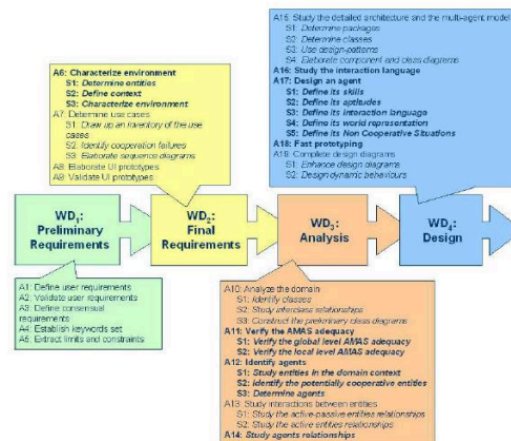 A15: Study the detailed architecture and the multi-agent model
S1: Determine packages
S2: Determine classes
S3: Use design-patterns
S4: Elaborate component and class diagrams
A16: Study the interaction language
A17: Design an agent
S1: Define its skills
S2: Define its aptitudes
S3: Define its interaction language
S4: Define its world representation
S5: Define its Non Cooperative Situations
A18: Fast prototyping
A19: Complete design diagrams
S1: Enhance design diagrams
S2: Design dynamic behaviours
A6: Characterize environment
S1: Determine entities
S2: Define context
S3: Characterize environment
A7: Determine use cases
S1: Draw up an inventory of the use
cases
S2: Identify cooperation failures
S3: Elaborate sequence diagrams
A8: Elaborate UI prototypes
A9: Validate UI prototypes
WD1:
Preliminary
Requirements
WD2:
Final
Requirements
WD3:
Analysis
WD4:
Design
A1: Define user requirements
A2: Validate user requirements
A3: Define consensual
requirements
A4: Establish keywords set
A5: Extract limits and constraints
A10: Analyze the domain
S1: Identify classes
S2: Study interclass relationships
S3: Construct the preliminary class diagrams
A11: Verify the AMAS adequacy
S1: Verify the global level AMAS adequacy
S2: Verify the local level AMAS adequacy
A12: Identify agents
S1: Study entities in the domain context
S2: Identify the potentially cooperative entities
S3: Determine agents
A13: Study interactions between entities
S1: Study the active-passive entities relationships
S2: Study the active entities relationships
A14: Study agents relationships